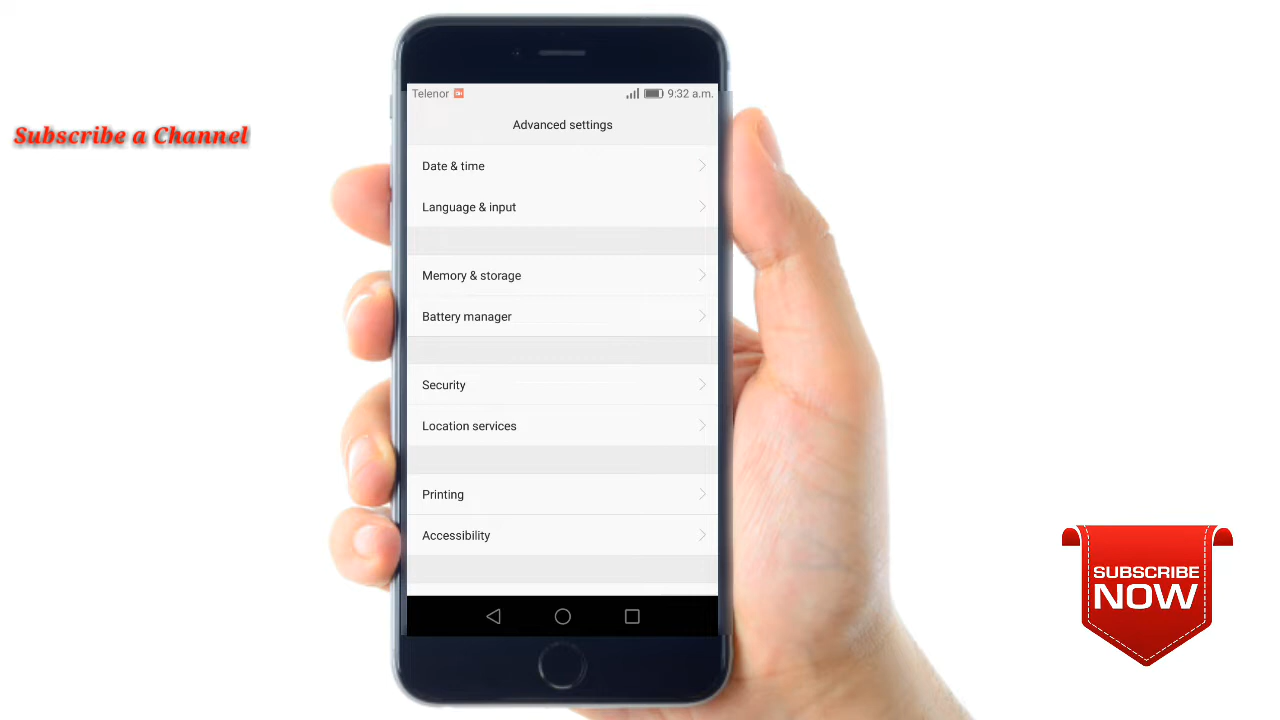 Subscribe a Channel
Telenor 9:32 a.m.
Advanced settings
Date & time
Language & input
Memory & storage
Battery manager
Security
Location services
Printing
Accessibility
SUBSCRIBE
NOW